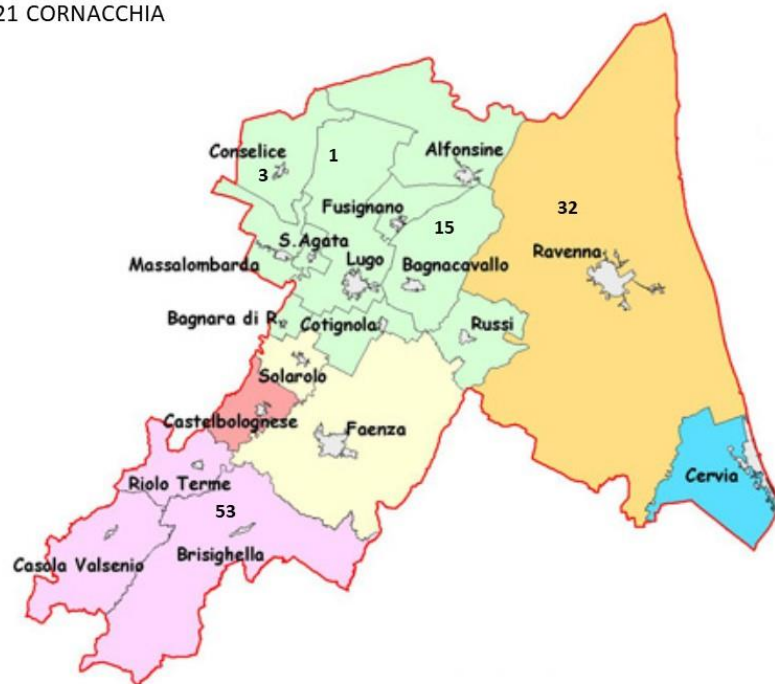 21 CORNACCHIA
Conselice
3
1
Alfonsine
Fusignano
15
32
S.Agata
Lugo
Bagnacavallo
Ravenna
Massalombarda
Bagnara di R.
Cotignola
Russi
Solarolo
Castelbolognese
Faenza
Riolo Terme
Cervia
53
Casola Valsenio
Brisighella